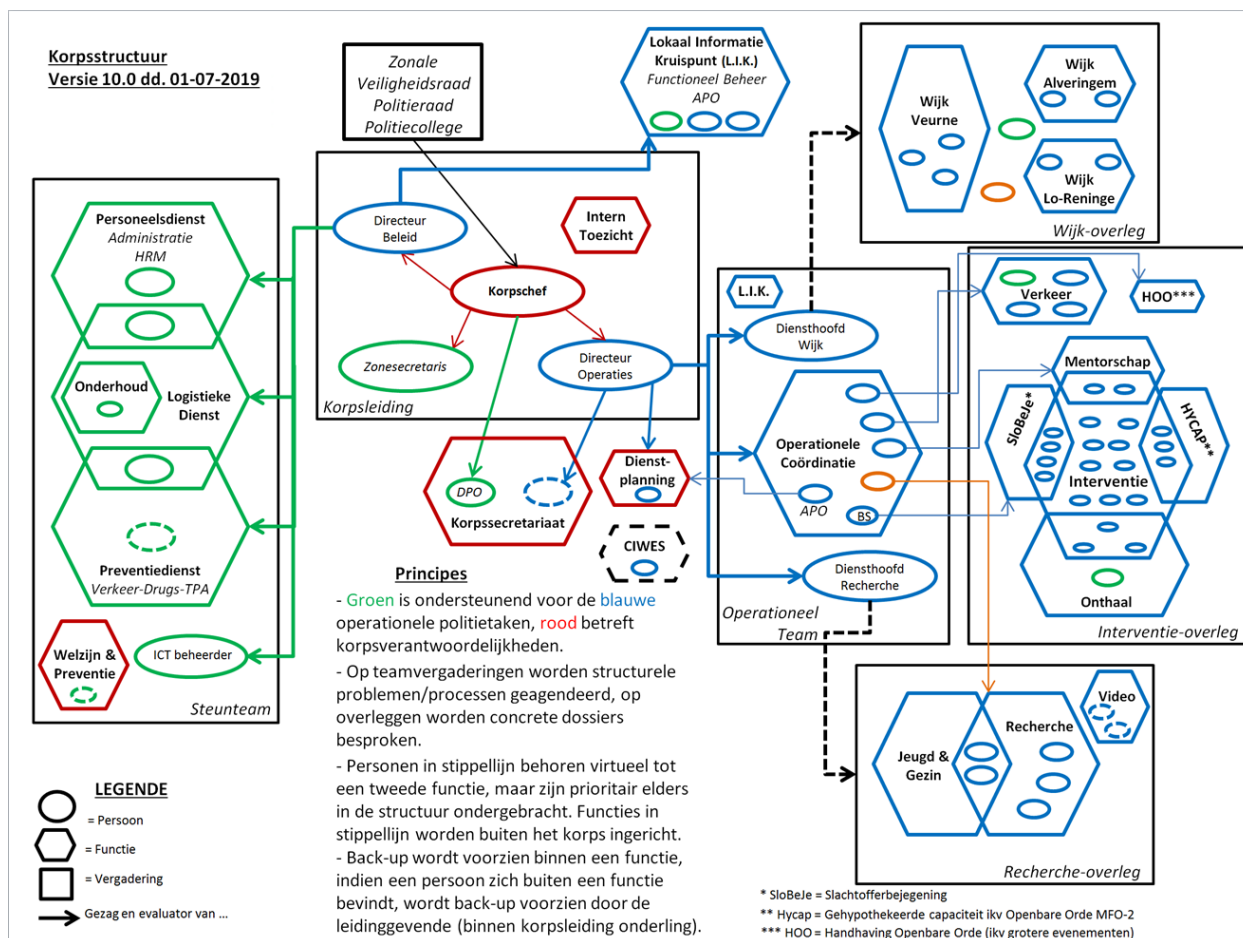 Korpsstructuur
Versie 10.0 dd. 01-07-2019
Zonale
Veiligheidsraad
Politieraad
Politiecollege
Lokaal Informatie
Kruispunt (L.I.K.)
Functioneel Beheer
APO
Wijk
Veurne
Wijk
Alveringem
Wijk
Lo-Reninge
Wijk-overleg
Personeelsdienst
Administratie
HRM
Onderhoud
Logistieke
Dienst
Preventiedienst
Verkeer-Drugs-TPA
Welzijn &
Preventie
ICT beheerder
Steunteam
Directeur
Beleid
Intern
Toezicht
Korpschef
Zonesecretaris
Directeur
Operaties
Korpsleiding
DPO
Korpssecretariaat
Dienst-
planning
CIWES
L.I.K.
Diensthoofd
Wijk
Operationele
Coördinatie
APO
BS
Diensthoofd
Recherche
Operationeel
Team
Verkeer
HOO***
Mentorschap
SloBeJe*
HYCAP**
Interventie
Onthaal
Interventie-overleg
Jeugd &
Gezin
Recherche
Video
Recherche-overleg
Principes
- Groen is ondersteunend voor de blauwe
operationele politietaken, rood betreft
korpsverantwoordelijkheden.
- Op teamvergaderingen worden structurele
problemen/processen geagendeerd, op
overleggen worden concrete dossiers
besproken.
- Personen in stippellijn behoren virtueel tot
een tweede functie, maar zijn prioritair elders
in de structuur ondergebracht. Functies in
stippellijn worden buiten het korps ingericht.
- Back-up wordt voorzien binnen een functie,
indien een persoon zich buiten een functie
bevindt, wordt back-up voorzien door de
leidinggevende (binnen korpsleiding onderling).
LEGENDE
= Persoon
= Functie
= Vergadering
Gezag en evaluator van ...
* SloBeJe = Slachtofferbejegening
** Hycap = Gehypothekeerde capaciteit ikv Openbare Orde MFO-2
*** HOO = Handhaving Openbare Orde (ikv grotere evenementen)